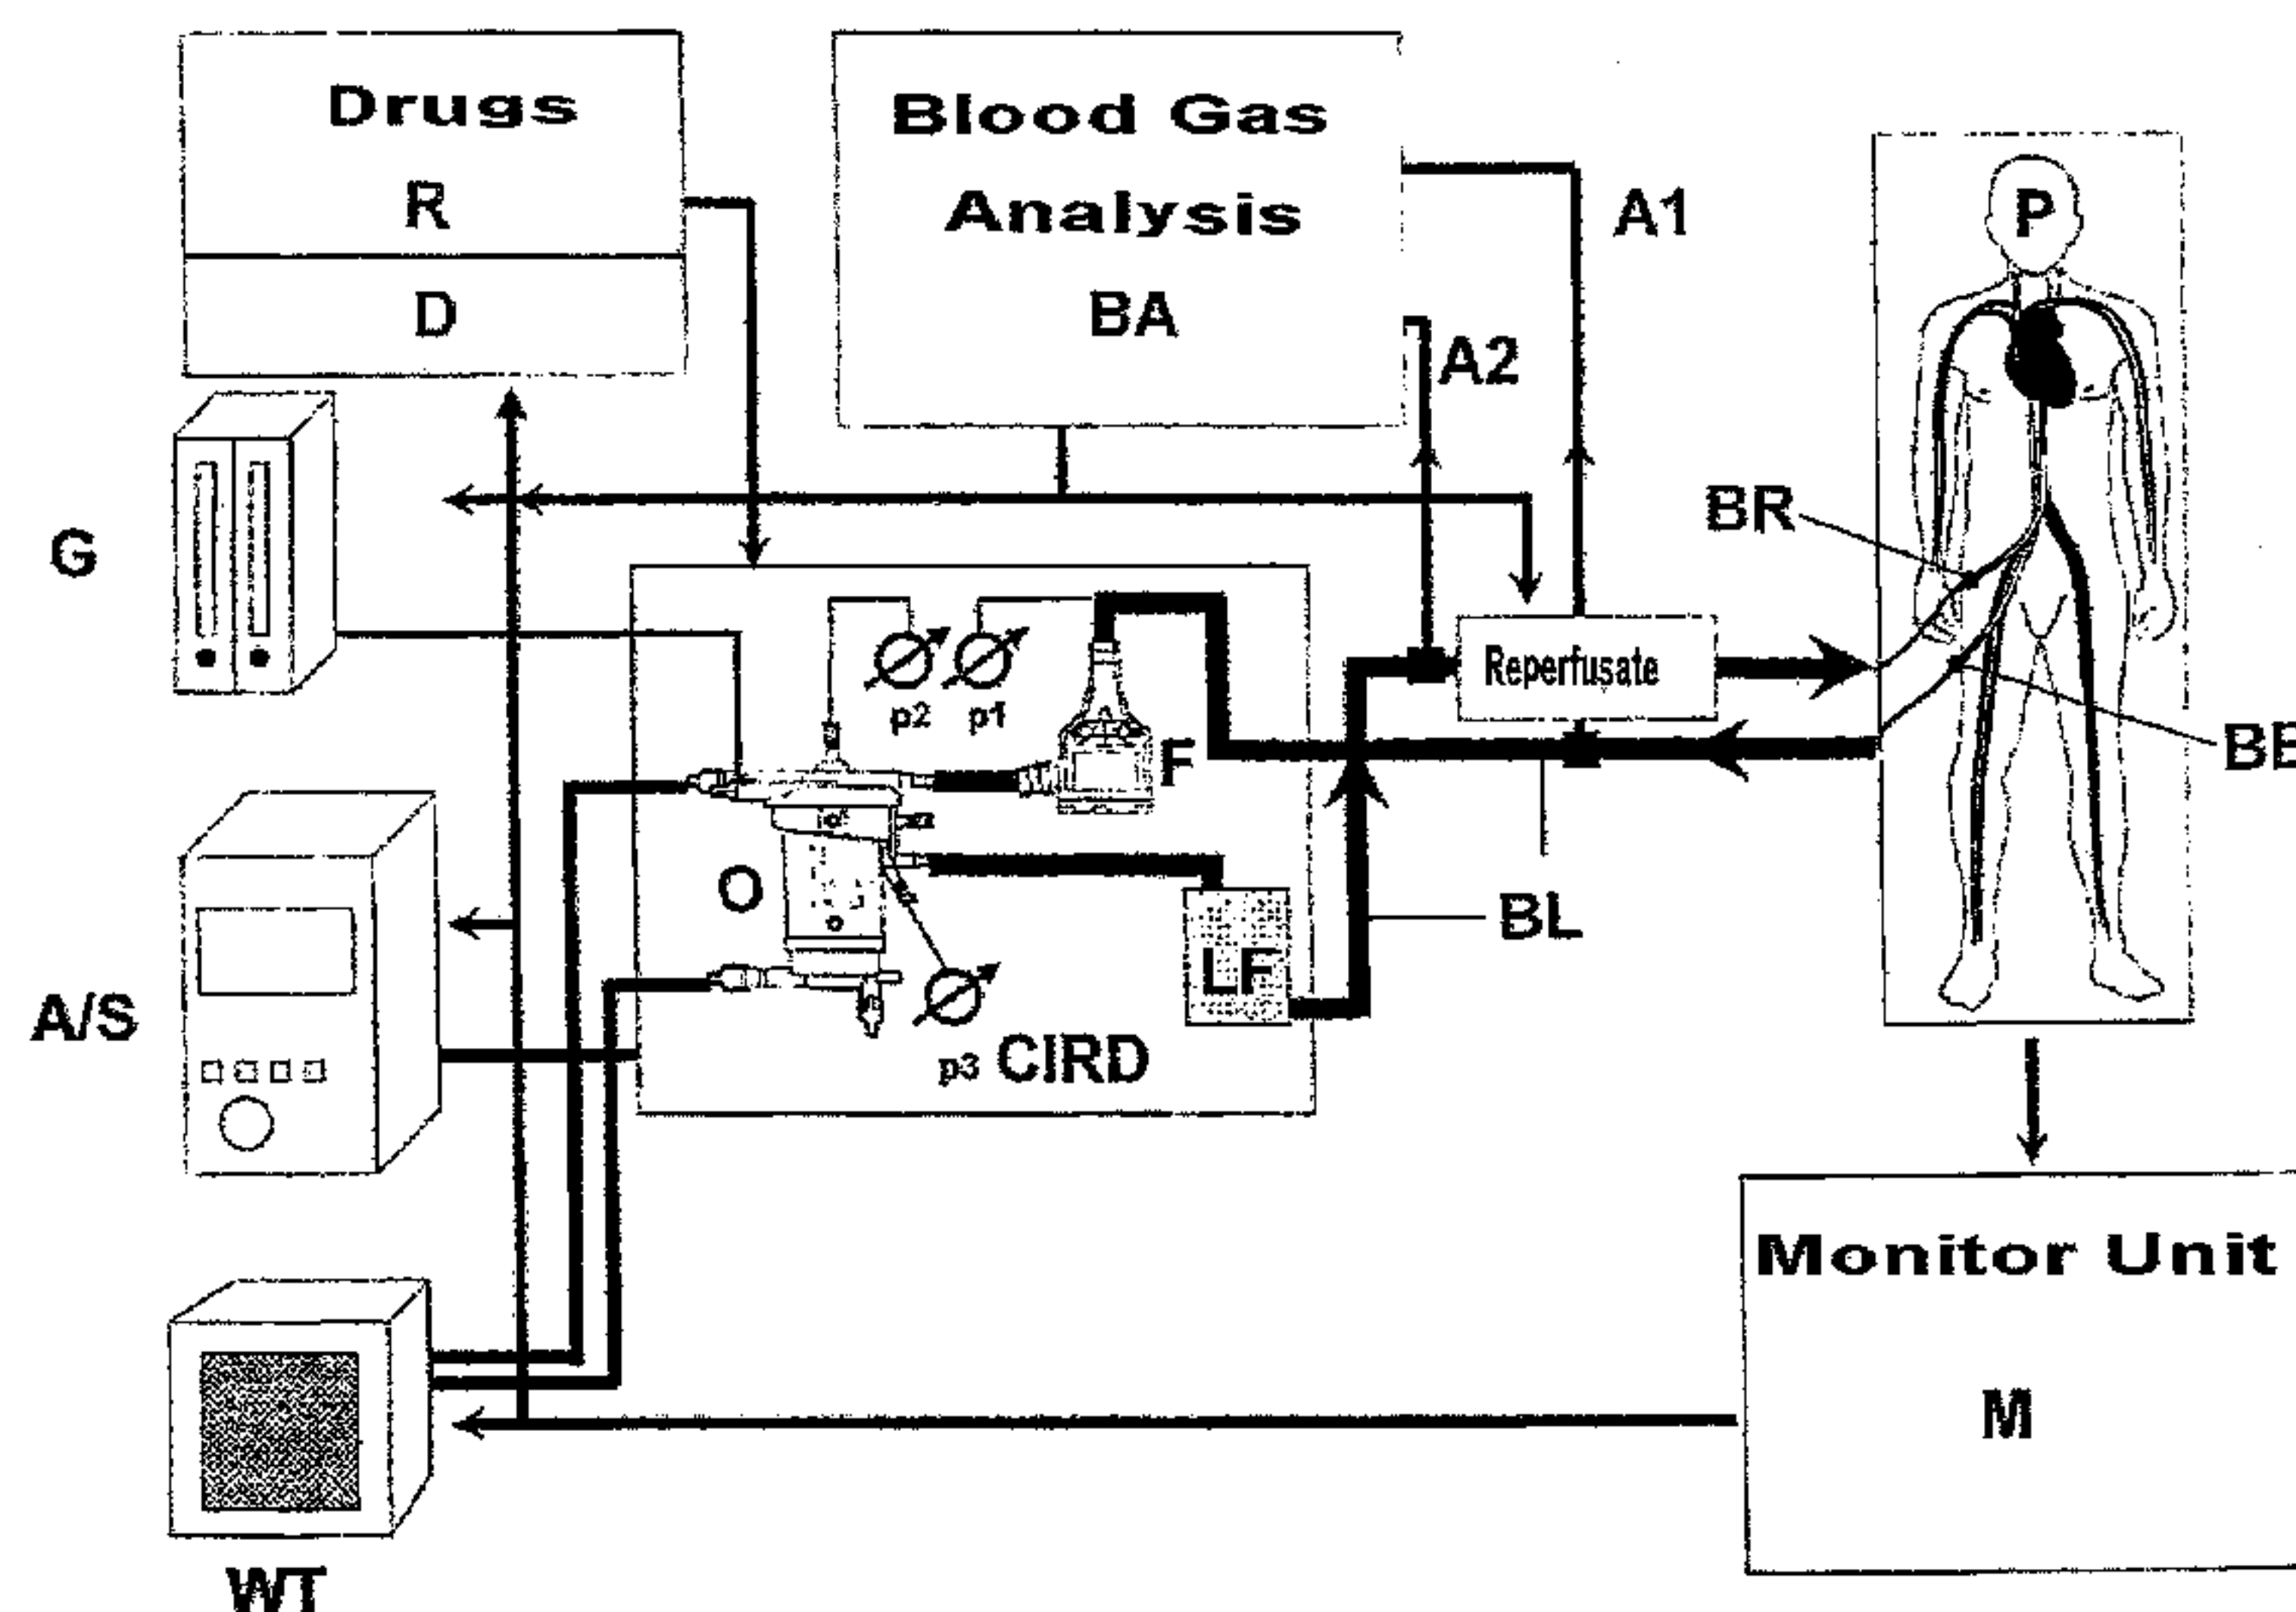 Drugs
R
D
Blood Gas
Analysis
BA
A1
A2
P
G
BR
Reperfusate
p2
p1
F
O
BL
LF
A/S
p3
CIRD
Monitor Unit
M
WT